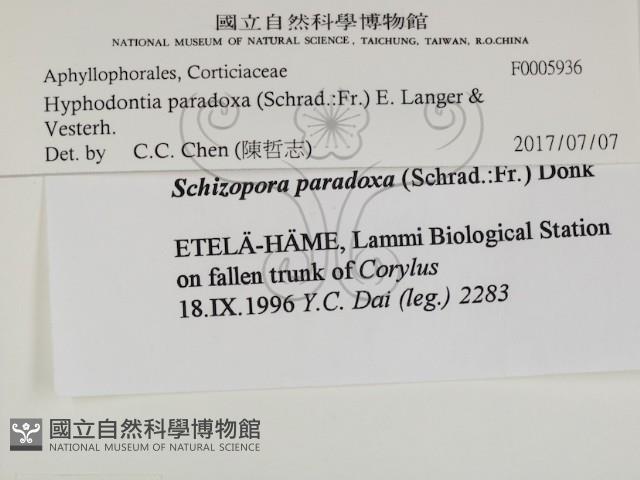 國立自然科學博物館
NATIONAL MUSEUM OF NATURAL SCIENCE, TAICHUNG, TAIWAN, R.O.CHINA
Aphyllophorales, Corticiaceae F0005936
Hyphodontia paradoxa (Schrad.:Fr.) E. Langer &
Vesterh.
Det. by C.C. Chen (陳哲志) 2017/07/07
Schizopora paradoxa (Schrad.:Fr.) Donk
ETELÄ-HÄME, Lammi Biological Station
on fallen trunk of Corylus
18.IX.1996 Y.C. Dai (leg.) 2283
國立自然科學博物館
NATIONAL MUSEUM OF NATURAL SCIENCE